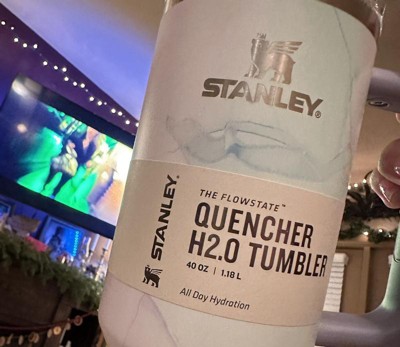 STANLEY®
STANLEY®
THE FLOWSTATE™
QUENCHER
H2.0 TUMBLER
40 OZ | 1.18 L
All Day Hydration